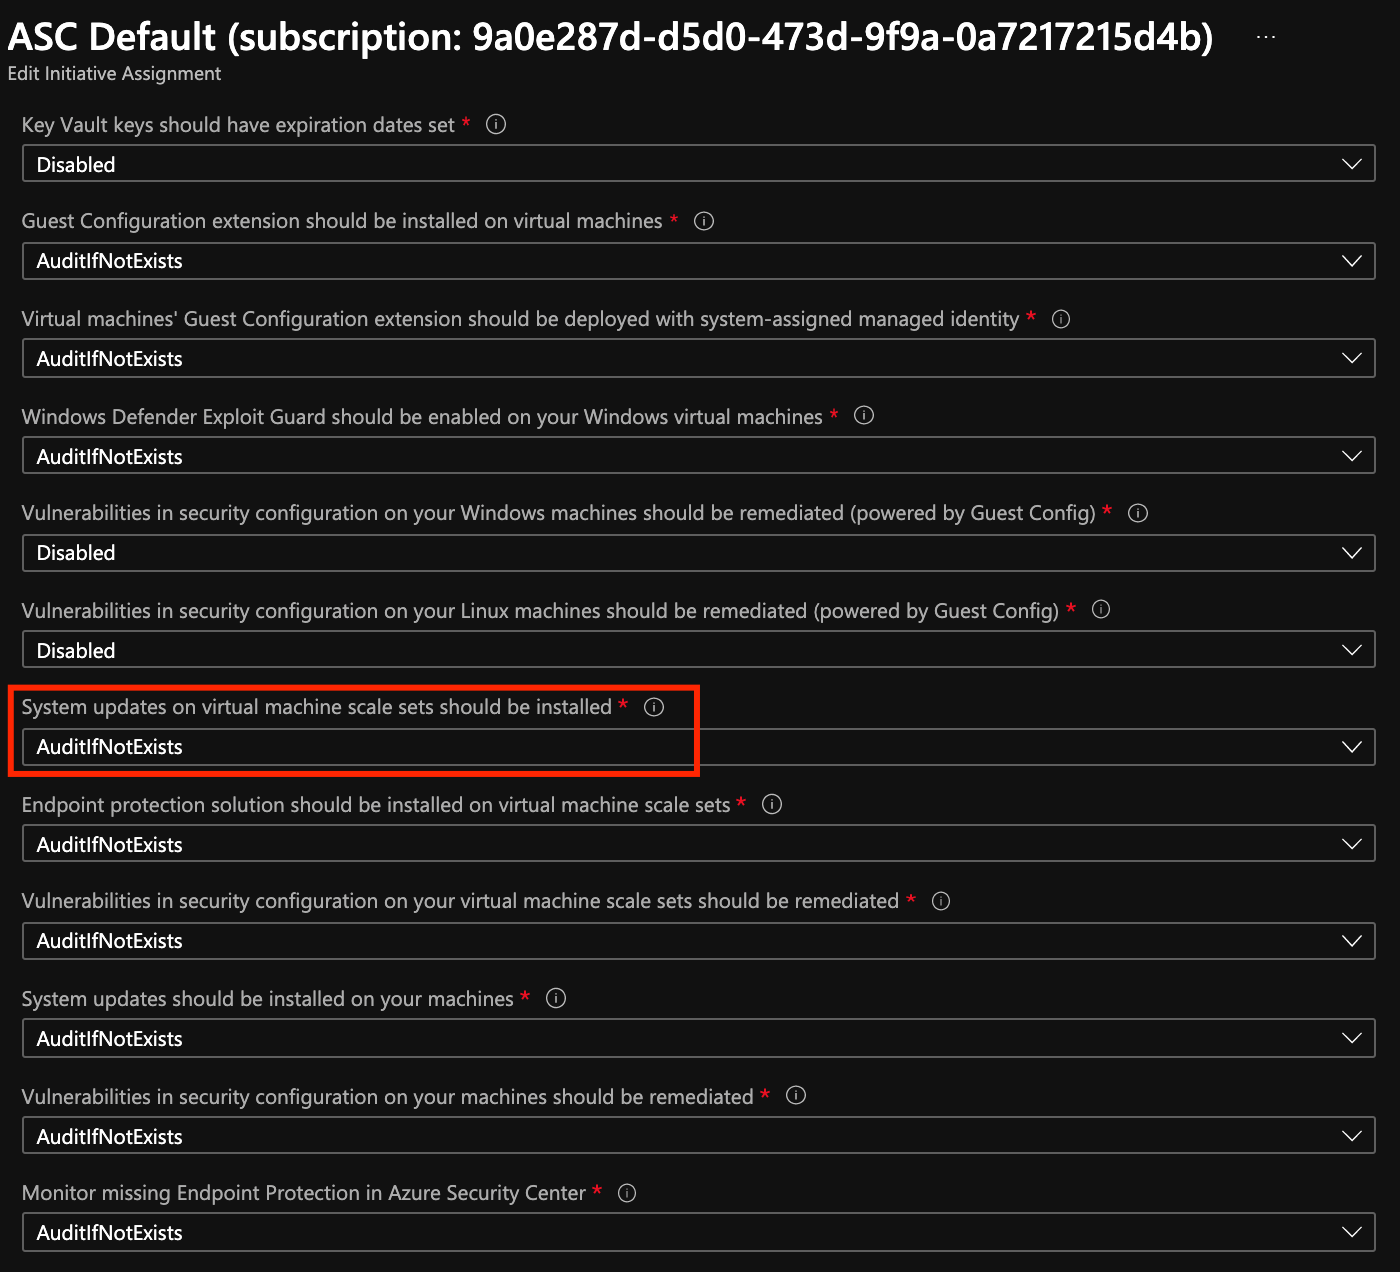 ASC Default (subscription: 9a0e287d-d5d0-473d-9f9a-0a7217215d4b) ...
Edit Initiative Assignment
Key Vault keys should have expiration dates set *
Disabled
Guest Configuration extension should be installed on virtual machines *
AuditIfNotExists
Virtual machines' Guest Configuration extension should be deployed with system-assigned managed identity *
AuditIfNotExists
Windows Defender Exploit Guard should be enabled on your Windows virtual machines *
AuditIfNotExists
Vulnerabilities in security configuration on your Windows machines should be remediated (powered by Guest Config) *
Disabled
Vulnerabilities in security configuration on your Linux machines should be remediated (powered by Guest Config) *
Disabled
System updates on virtual machine scale sets should be installed *
AuditIfNotExists
Endpoint protection solution should be installed on virtual machine scale sets *
AuditIfNotExists
Vulnerabilities in security configuration on your virtual machine scale sets should be remediated *
AuditIfNotExists
System updates should be installed on your machines *
AuditIfNotExists
Vulnerabilities in security configuration on your machines should be remediated *
AuditIfNotExists
Monitor missing Endpoint Protection in Azure Security Center *
AuditIfNotExists